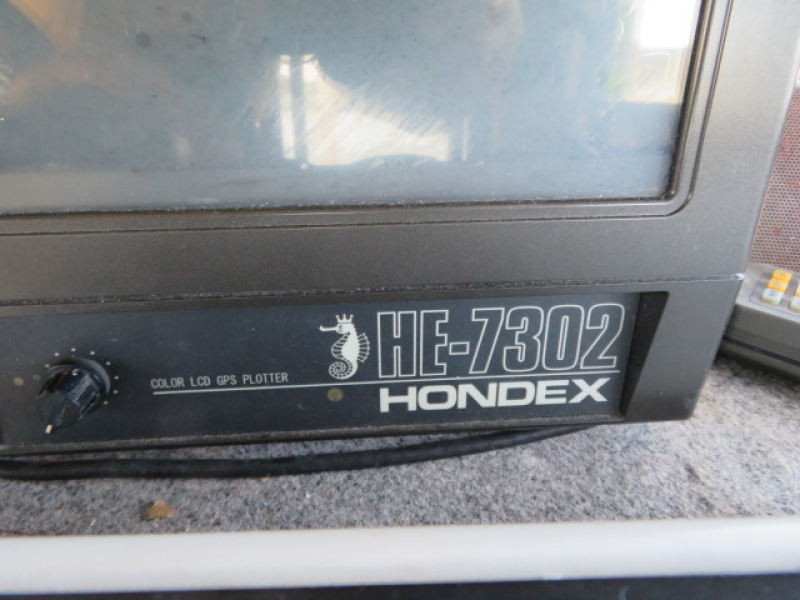 HE-7302
COLOR LCD GPS PLOTTER
HONDEX